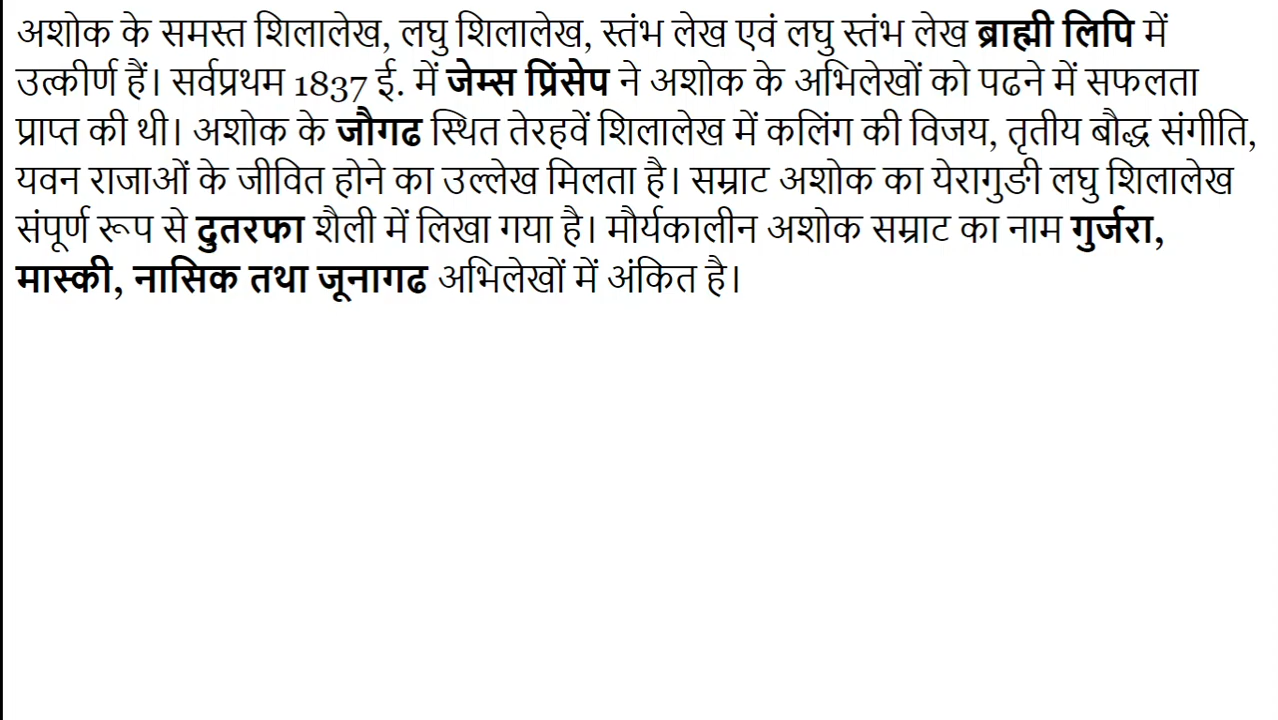 अशोक के समस्त शिलालेख, लघु शिलालेख, स्तंभ लेख एवं लघु स्तंभ लेख ब्राह्मी लिपि में
उत्कीर्ण हैं। सर्वप्रथम 1837 ई. में जेम्स प्रिंसेप ने अशोक के अभिलेखों को पढने में सफलता
प्राप्त की थी। अशोक के जौगढ स्थित तेरहवें शिलालेख में कलिंग की विजय, तृतीय बौद्ध संगीति,
यवन राजाओं के जीवित होने का उल्लेख मिलता है। सम्राट अशोक का येरागुङी लघु शिलालेख
संपूर्ण रूप से दुतरफा शैली में लिखा गया है। मौर्यकालीन अशोक सम्राट का नाम गुर्जरा,
मास्की, नासिक तथा जूनागढ अभिलेखों में अंकित है।